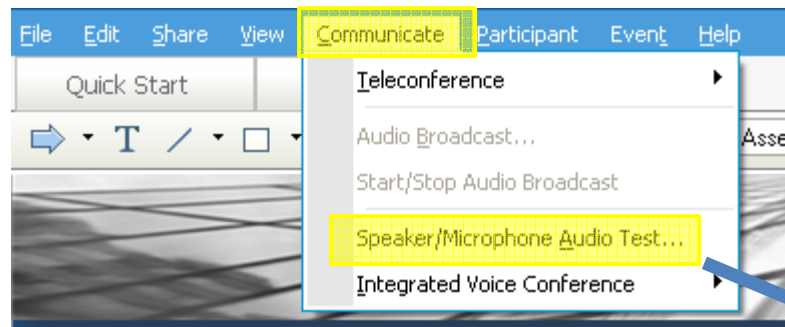 File Edit Share View Communicate Participant Event Help
Quick Start
Teleconference
T
Audio Broadcast...
Asse
Start/Stop Audio Broadcast
Speaker/Microphone Audio Test...
Integrated Voice Conference